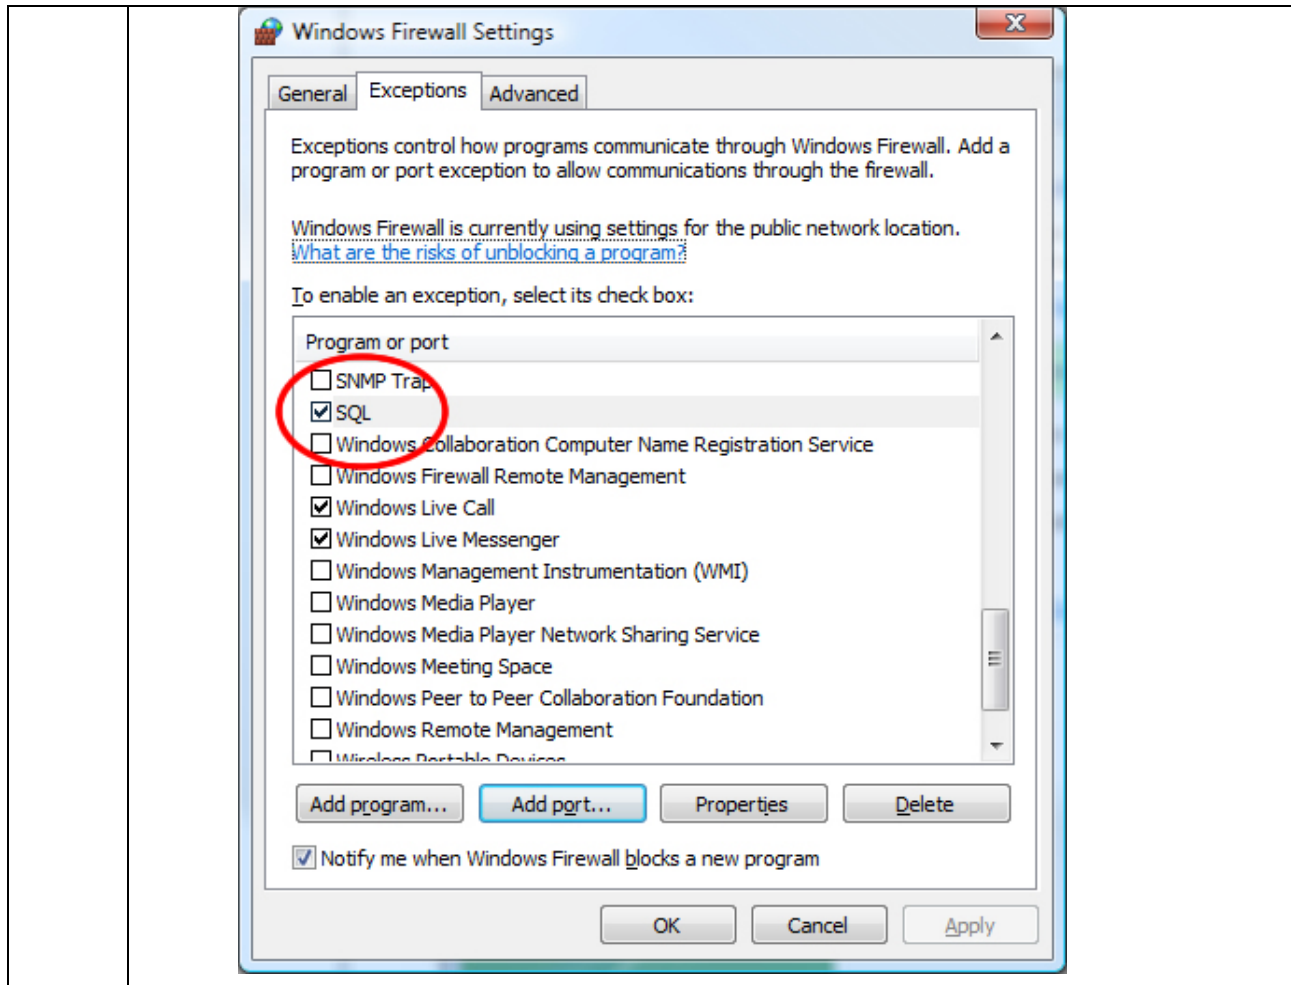 Windows Firewall Settings
General Exceptions Advanced
Exceptions control how programs communicate through Windows Firewall. Add a
program or port exception to allow communications through the firewall.
Windows Firewall is currently using settings for the public network location.
What are the risks of unblocking a program?
To enable an exception, select its check box:
Program or port
SNMP Trap
SQL
Windows Collaboration Computer Name Registration Service
Windows Firewall Remote Management
Windows Live Call
Windows Live Messenger
Windows Management Instrumentation (WMI)
Windows Media Player
Windows Media Player Network Sharing Service
Windows Meeting Space
Windows Peer to Peer Collaboration Foundation
Windows Remote Management
Wireless Portable Devices
Add program... Add port... Properties Delete
Notify me when Windows Firewall blocks a new program
OK Cancel Apply